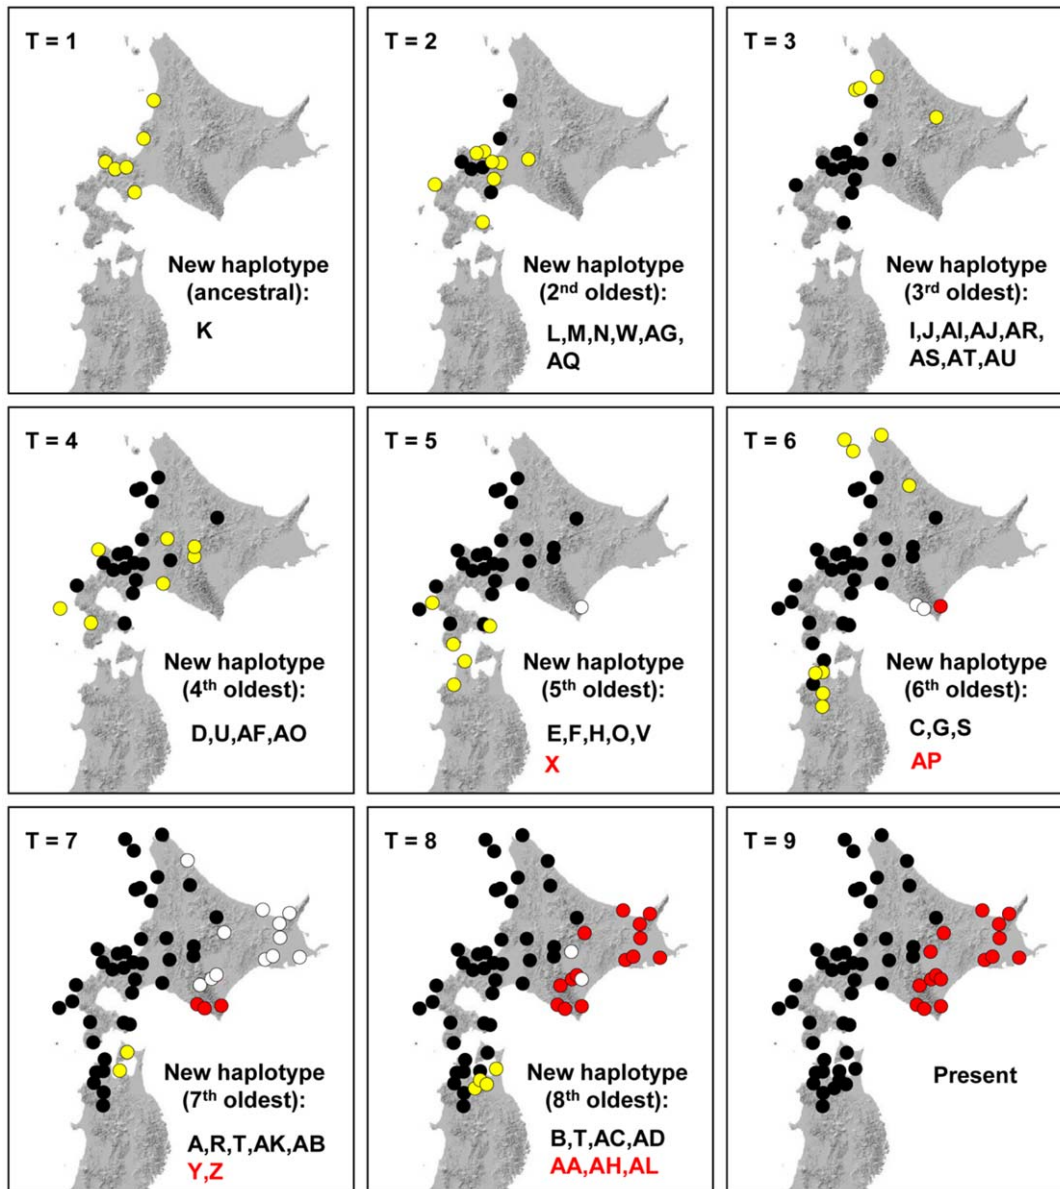 T = 1
New haplotype
(ancestral):
K
T = 2
New haplotype
(2nd oldest):
L,M,N,W,AG,
AQ
T = 3
New haplotype
(3rd oldest):
I,J,AI,AJ,AR,
AS,AT,AU
T = 4
New haplotype
(4th oldest):
D,U,AF,AO
T = 5
New haplotype
(5th oldest):
E,F,H,O,V
X
T = 6
New haplotype
(6th oldest):
C,G,S
AP
T = 7
New haplotype
(7th oldest):
A,R,T,AK,AB
Y,Z
T = 8
New haplotype
(8th oldest):
B,T,AC,AD
AA,AH,AL
T = 9
Present